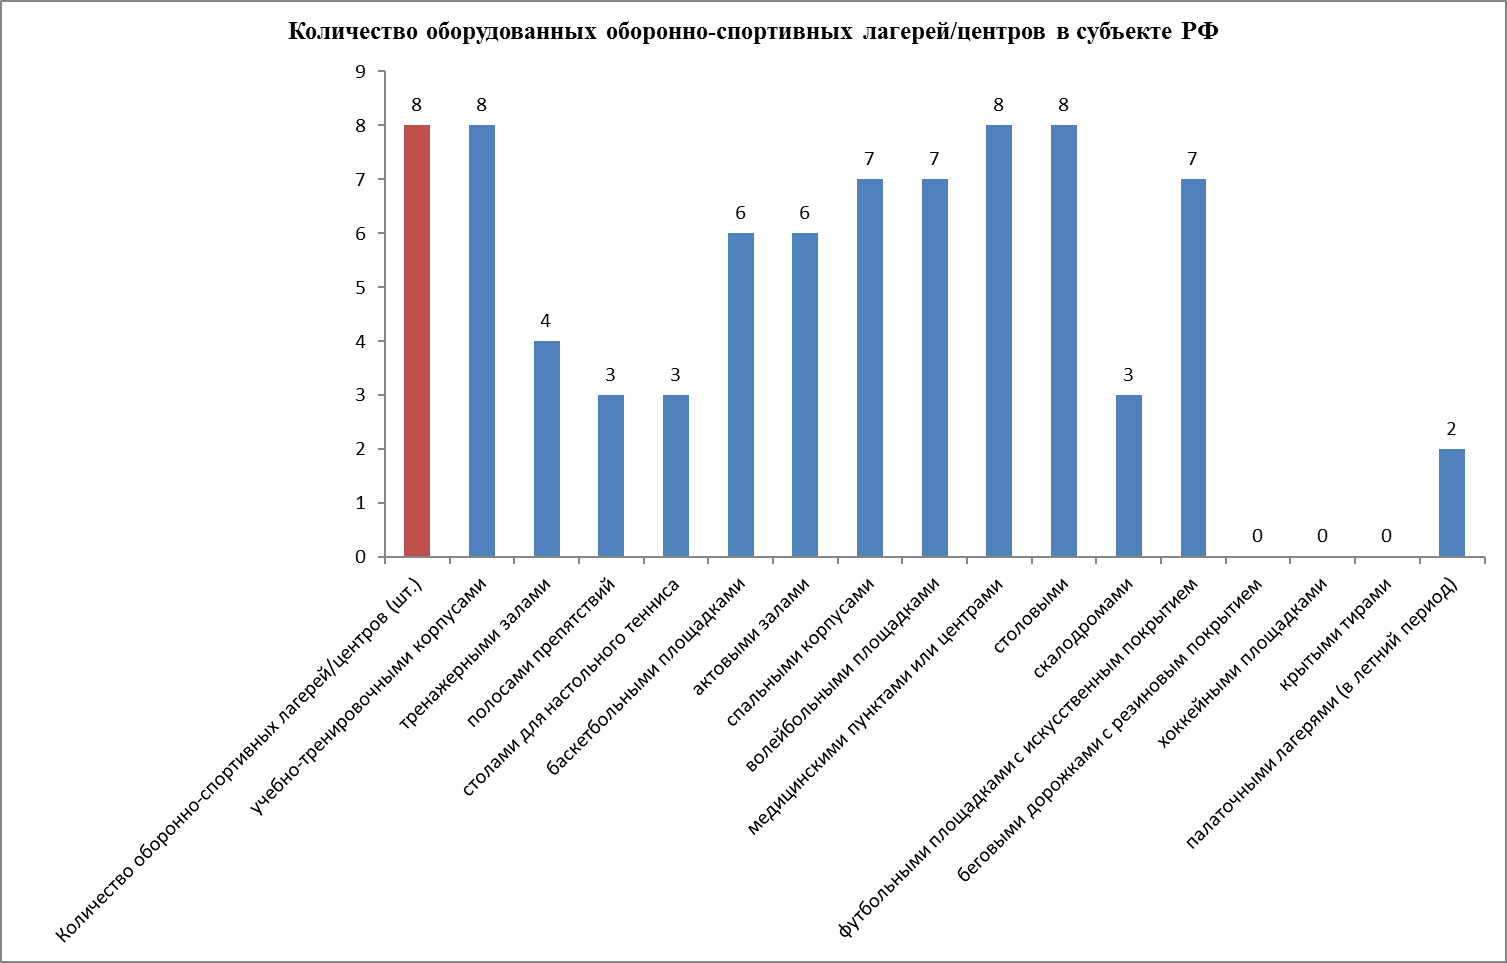 Количество оборудованных оборонно-спортивных лагерей/центров в субъекте РФ
9
8
7
6
5
4
3
2
1
0
8
8
4
3
3
6
6
7
7
8
8
3
7
0
0
0
2
Количество оборонно-спортивных лагерей/центров (шт.)
учебно-тренировочными корпусами
тренажерными залами
полосами препятствий
столами для настольного тенниса
баскетбольными площадками
актовыми залами
спальными корпусами
волейбольными площадками
медицинскими пунктами или центрами
столовыми
скалодромами
футбольными площадками с искусственным покрытием
беговыми дорожками с резиновым покрытием
хоккейными площадками
крытыми тирами
палаточными лагерями (в летний период)